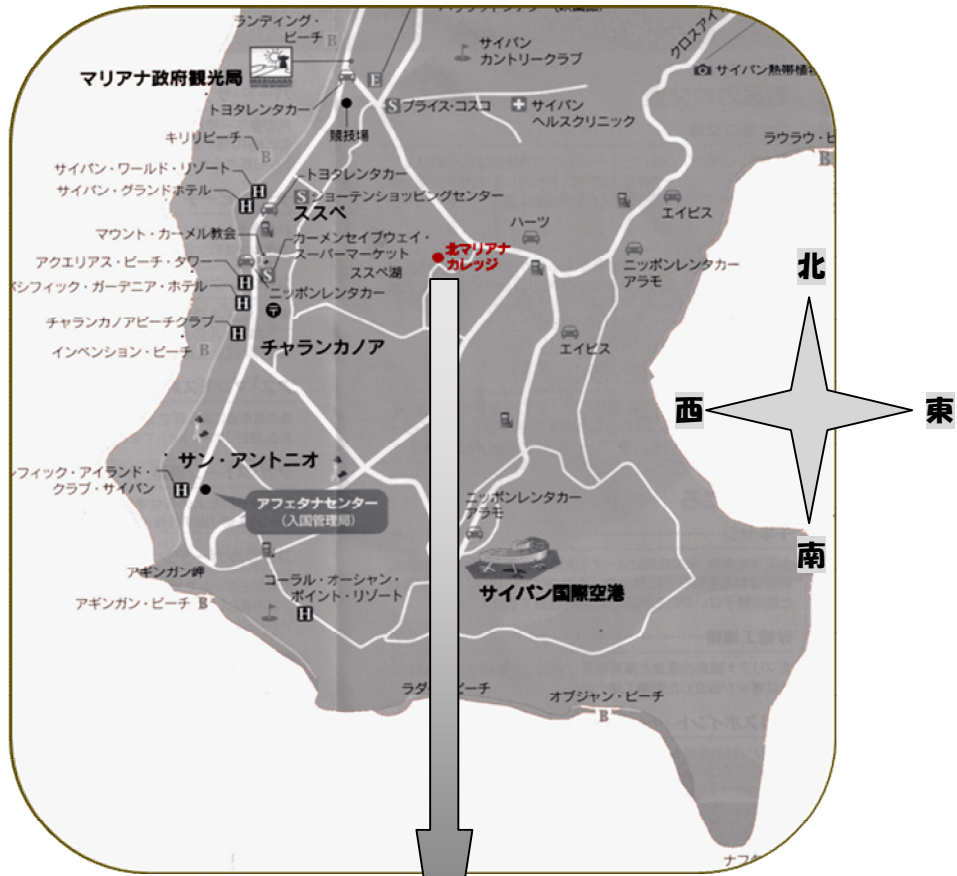 ランディング・
ビーチ
B
E
サイパン
カントリークラブ
クロスアイ
マリアナ政府観光局
サイパン熱帯植
トヨタレンタカー
S プライス・コスコ
サイパン
ヘルスクリニック
競技場
キリリビーチ
B
ラウラウ・ビ
B
サイパン・ワールド・リゾート
H
トヨタレンタカー
サイパン・グランドホテル
H
S ジョーテンショッピングセンター
ススペ
エイビス
マウント・カーメル教会
カーメンセイブウェイ・
スーパーマーケット
ハーツ
北マリアナ
カレッジ
アクエリアス・ビーチ・タワー
H
S
ススペ湖
ニッポンレンタカー
アラモ
パシフィック・ガーデニア・ホテル
H
ニッポンレンタカー
〒
チャランカノアビーチクラブ
H
チャランカノア
インベンション・ビーチ
B
エイビス
北
西
東
南
サン・アントニオ
シフィック・アイランド・
クラブ・サイパン
H
アフェタナセンター
(入国管理局)
ニッポンレンタカー
アラモ
サイパン国際空港
アギンガン岬
コーラル・オーシャン・
ポイント・リゾート
H
アギンガン・ビーチ
B
ラダ
ビーチ
オブジャン・ビーチ
B
ナフ